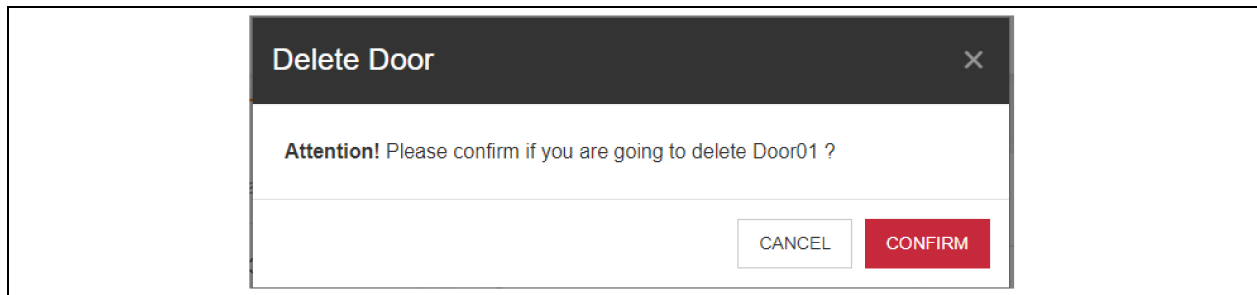 Delete Door
Attention! Please confirm if you are going to delete Door01 ?
CANCEL
CONFIRM